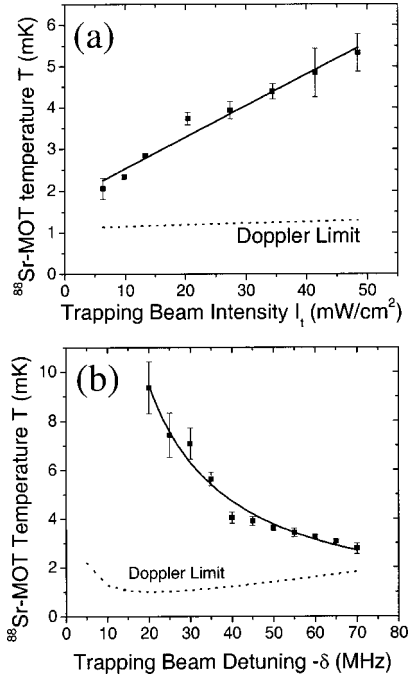 (a)
6
5
4
3
2
1
0
⁸⁸Sr-MOT temperature T (mK)
Doppler Limit
0 10 20 30 40 50
Trapping Beam Intensity Iₜ (mW/cm²)
(b)
10
8
6
4
2
0
⁸⁸Sr-MOT Temperature T (mK)
Doppler Limit
0 10 20 30 40 50 60 70 80
Trapping Beam Detuning -δ (MHz)